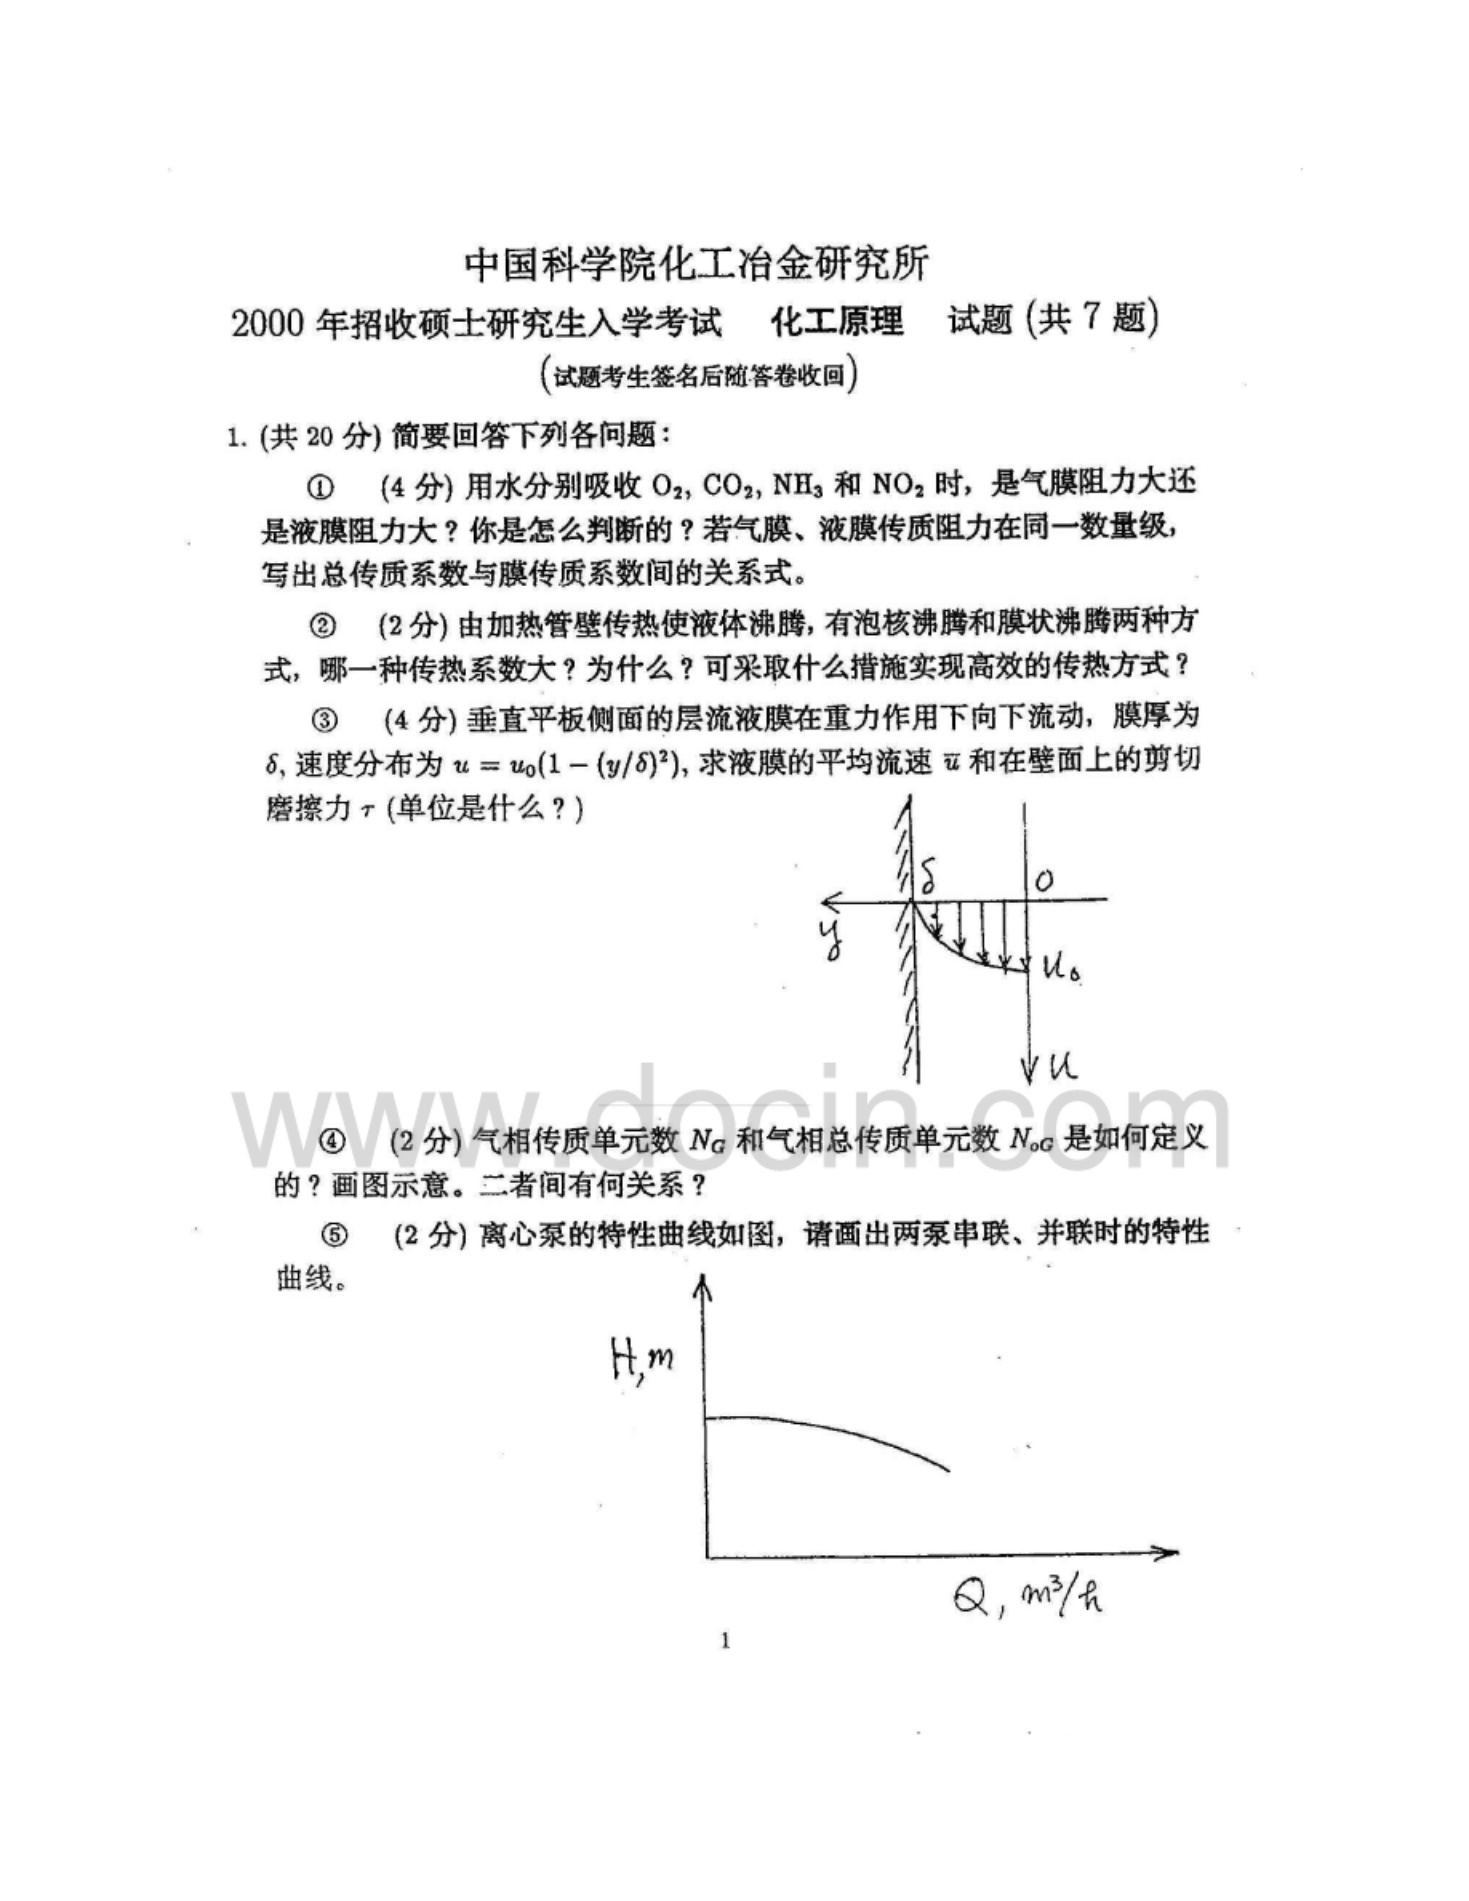 中国科学院化工冶金研究所
2000 年招收硕士研究生入学考试 化工原理 试题 (共 7 题)
(试题考生签名后随答卷收回)
1. (共 20 分) 简要回答下列各问题：
① (4 分) 用水分别吸收 O₂, CO₂, NH₃ 和 NO₂ 时，是气膜阻力大还
是液膜阻力大？你是怎么判断的？若气膜、液膜传质阻力在同一数量级，
写出总传质系数与膜传质系数间的关系式。
② (2 分) 由加热管壁传热使液体沸腾，有泡核沸腾和膜状沸腾两种方
式，哪一种传热系数大？为什么？可采取什么措施实现高效的传热方式？
③ (4 分) 垂直平板侧面的层流液膜在重力作用下向下流动，膜厚为
δ, 速度分布为 u = u₀(1 − (y/δ)²), 求液膜的平均流速 u̅ 和在壁面上的剪切
磨擦力 τ (单位是什么？)
δ 0
y
u₀
u
www.docin.com
④ (2 分) 气相传质单元数 N_G 和气相总传质单元数 N_oG 是如何定义
的？画图示意。二者间有何关系？
⑤ (2 分) 离心泵的特性曲线如图，请画出两泵串联、并联时的特性
曲线。
H, m
Q, m³/h
1